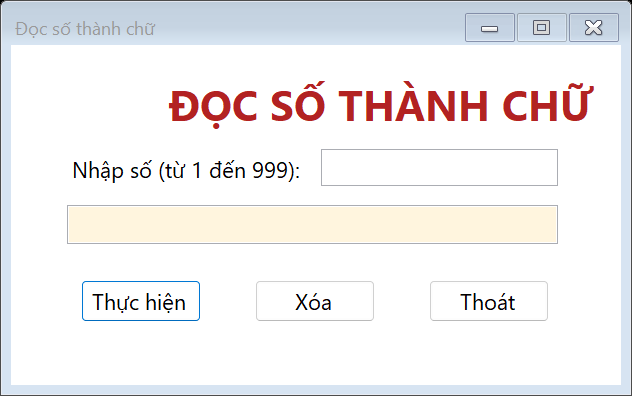 Đọc số thành chữ
ĐỌC SỐ THÀNH CHỮ
Nhập số (từ 1 đến 999):
Thực hiện Xóa Thoát